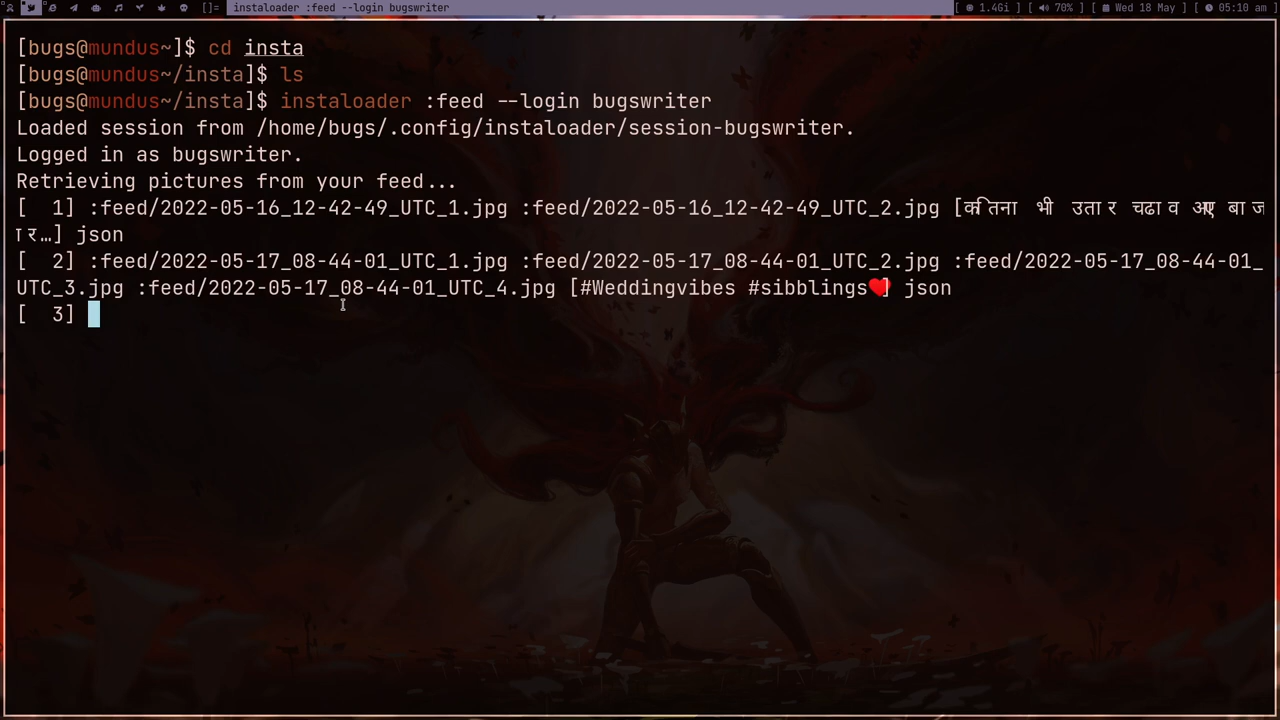 []= instaloader :feed --login bugswriter [ 1.4Gi ] [ 70% ] [ Wed 18 May ] [ 05:10 am ]
[bugs@mundus~]$ cd insta
[bugs@mundus~/insta]$ ls
[bugs@mundus~/insta]$ instaloader :feed --login bugswriter
Loaded session from /home/bugs/.config/instaloader/session-bugswriter.
Logged in as bugswriter.
Retrieving pictures from your feed...
[  1] :feed/2022-05-16_12-42-49_UTC_1.jpg :feed/2022-05-16_12-42-49_UTC_2.jpg [कितना भी उतार चढाव आए बाज
ार…] json
[  2] :feed/2022-05-17_08-44-01_UTC_1.jpg :feed/2022-05-17_08-44-01_UTC_2.jpg :feed/2022-05-17_08-44-01_
UTC_3.jpg :feed/2022-05-17_08-44-01_UTC_4.jpg [#Weddingvibes #sibblings❤️] json
[  3]